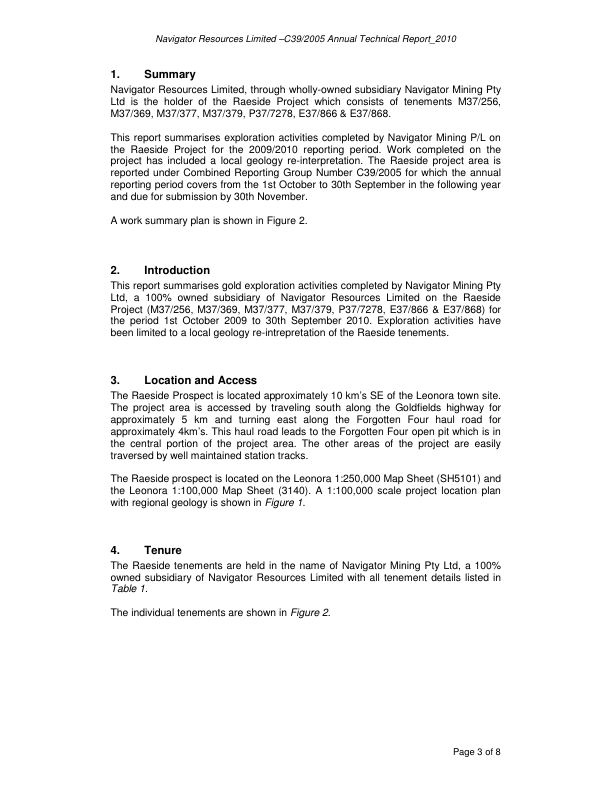 Navigator Resources Limited –C39/2005 Annual Technical Report_2010
1. Summary
Navigator Resources Limited, through wholly-owned subsidiary Navigator Mining Pty
Ltd is the holder of the Raeside Project which consists of tenements M37/256,
M37/369, M37/377, M37/379, P37/7278, E37/866 & E37/868.
This report summarises exploration activities completed by Navigator Mining P/L on
the Raeside Project for the 2009/2010 reporting period. Work completed on the
project has included a local geology re-interpretation. The Raeside project area is
reported under Combined Reporting Group Number C39/2005 for which the annual
reporting period covers from the 1st October to 30th September in the following year
and due for submission by 30th November.
A work summary plan is shown in Figure 2.
2. Introduction
This report summarises gold exploration activities completed by Navigator Mining Pty
Ltd, a 100% owned subsidiary of Navigator Resources Limited on the Raeside
Project (M37/256, M37/369, M37/377, M37/379, P37/7278, E37/866 & E37/868) for
the period 1st October 2009 to 30th September 2010. Exploration activities have
been limited to a local geology re-intrepretation of the Raeside tenements.
3. Location and Access
The Raeside Prospect is located approximately 10 km's SE of the Leonora town site.
The project area is accessed by traveling south along the Goldfields highway for
approximately 5 km and turning east along the Forgotten Four haul road for
approximately 4km's. This haul road leads to the Forgotten Four open pit which is in
the central portion of the project area. The other areas of the project are easily
traversed by well maintained station tracks.
The Raeside prospect is located on the Leonora 1:250,000 Map Sheet (SH5101) and
the Leonora 1:100,000 Map Sheet (3140). A 1:100,000 scale project location plan
with regional geology is shown in Figure 1.
4. Tenure
The Raeside tenements are held in the name of Navigator Mining Pty Ltd, a 100%
owned subsidiary of Navigator Resources Limited with all tenement details listed in
Table 1.
The individual tenements are shown in Figure 2.
Page 3 of 8